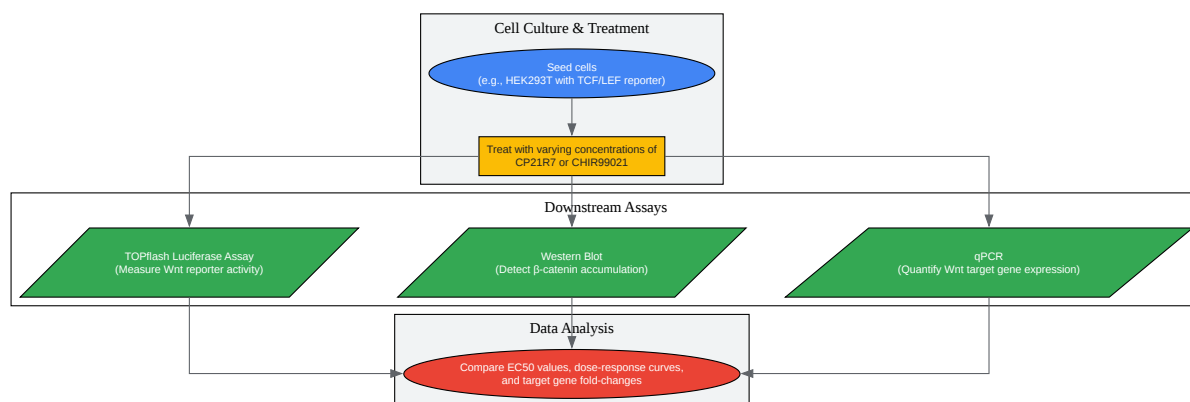 Cell Culture & Treatment
Seed cells
(e.g., HEK293T with TCF/LEF reporter)
Treat with varying concentrations of
CP21R7 or CHIR99021
Downstream Assays
TOPflash Luciferase Assay
(Measure Wnt reporter activity)
Western Blot
(Detect β-catenin accumulation)
qPCR
(Quantify Wnt target gene expression)
Data Analysis
Compare EC50 values, dose-response curves,
and target gene fold-changes